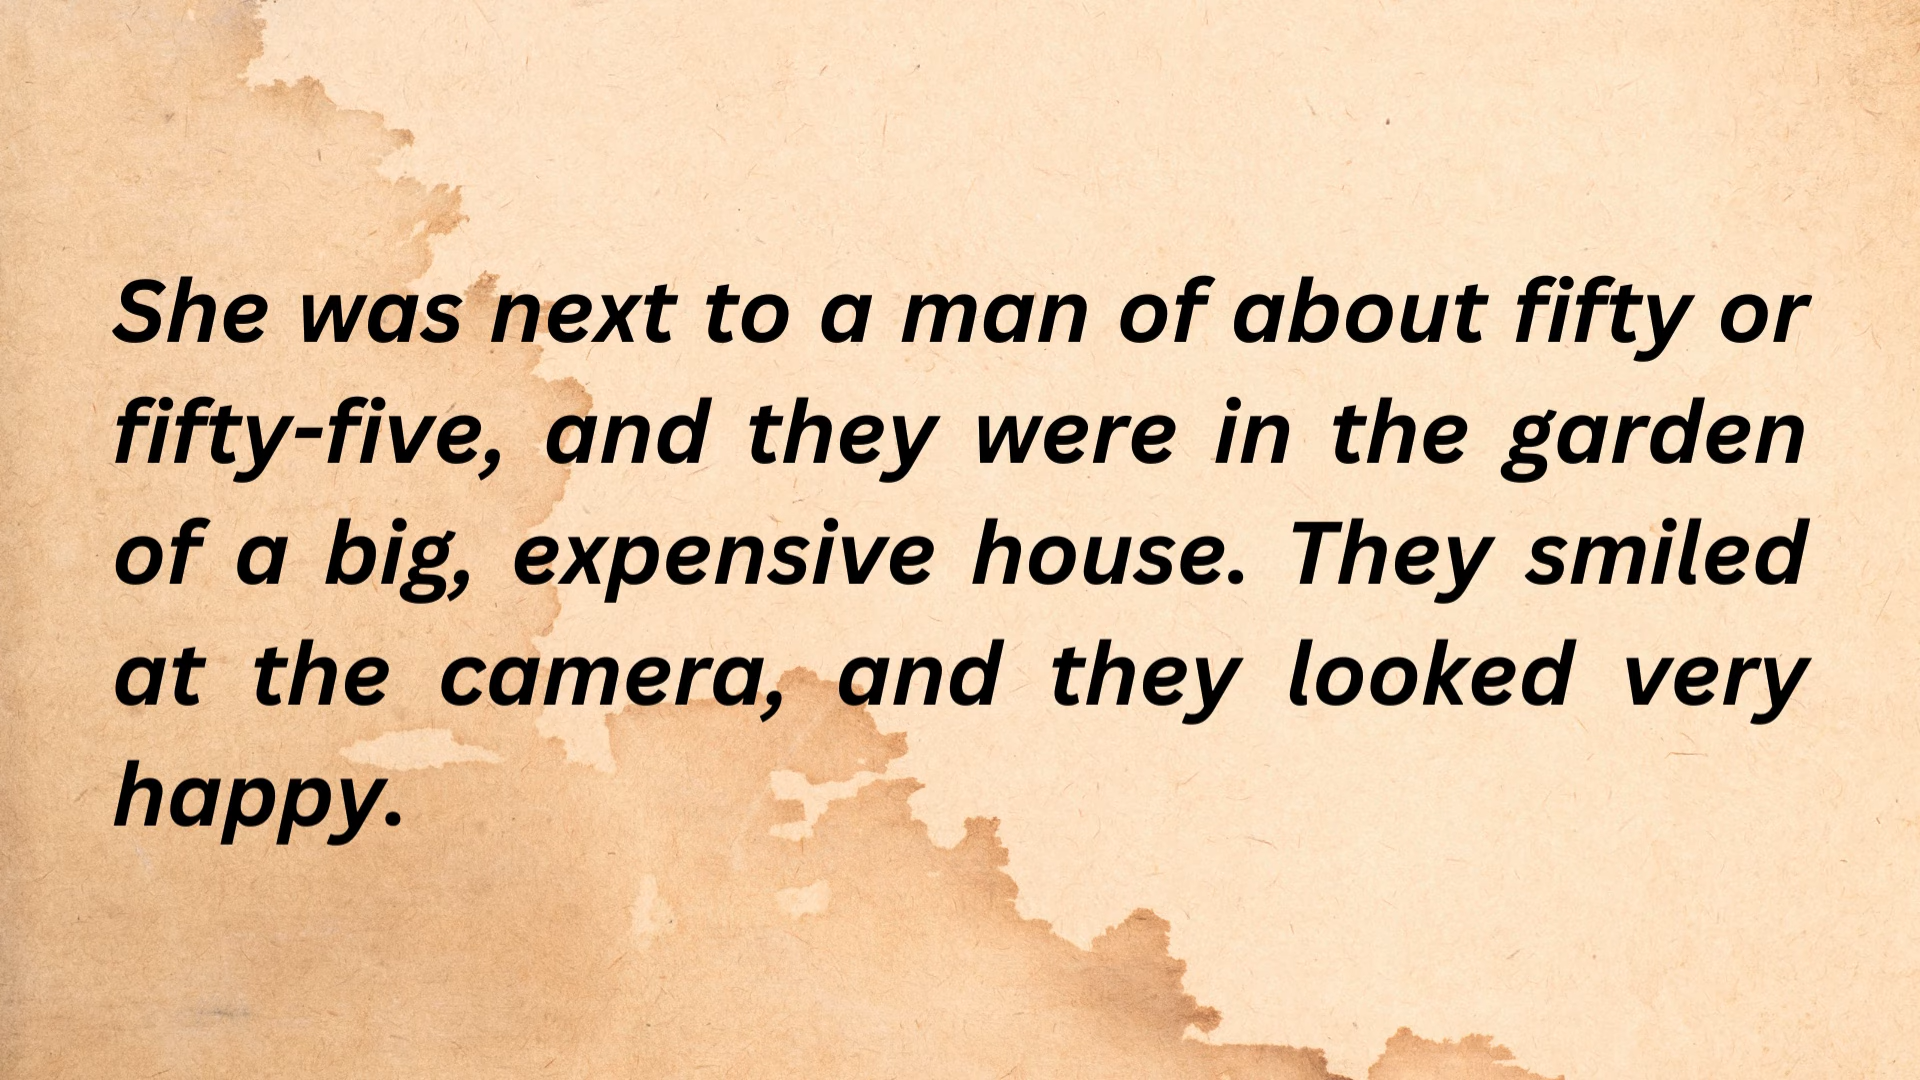 She was next to a man of about fifty or
fifty-five, and they were in the garden
of a big, expensive house. They smiled
at the camera, and they looked very
happy.